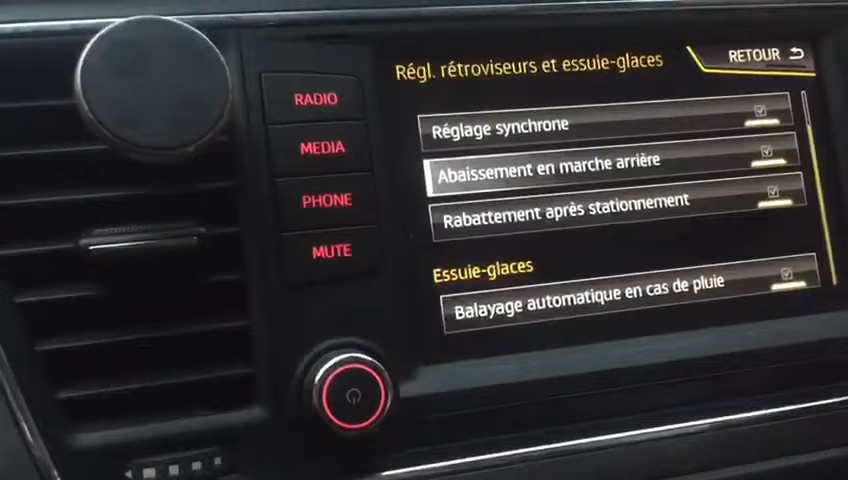 Régl. rétroviseurs et essuie-glaces
RETOUR
RADIO
MEDIA
PHONE
MUTE
Réglage synchrone
Abaissement en marche arrière
Rabattement après stationnement
Essuie-glaces
Balayage automatique en cas de pluie